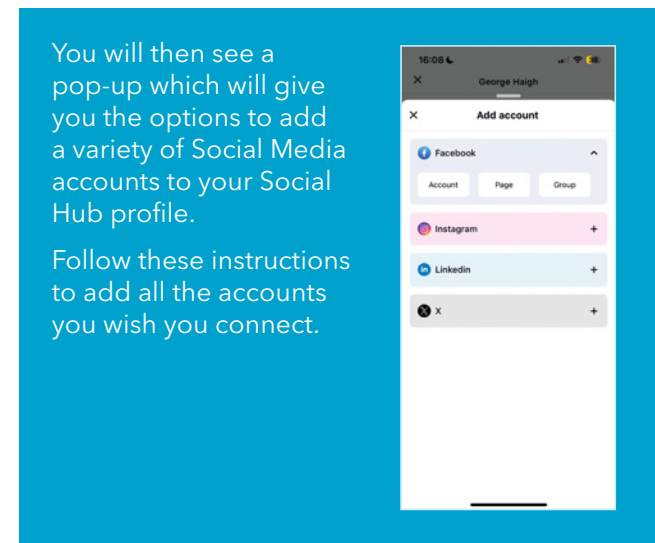 You will then see a
pop-up which will give
you the options to add
a variety of Social Media
accounts to your Social
Hub profile.
Follow these instructions
to add all the accounts
you wish you connect.
16:08
George Haigh
Add account
Facebook
Account Page Group
Instagram +
Linkedin +
X +